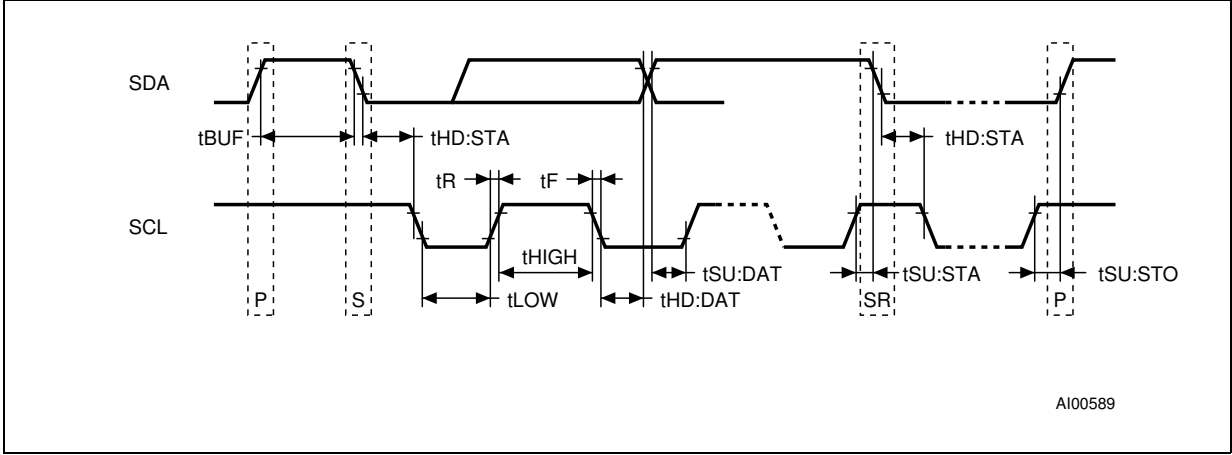 SDA
tBUF
tHD:STA
tHD:STA
tR
tF
SCL
tHIGH
tSU:DAT
tSU:STA
tSU:STO
P
S
tLOW
tHD:DAT
SR
P
AI00589